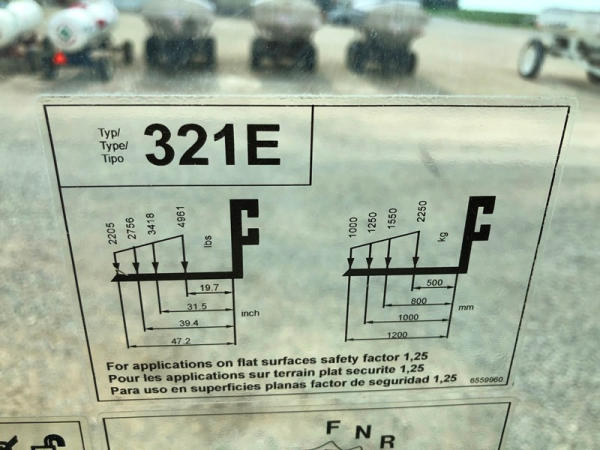 Typ/
Type/
Tipo
321E
2205 2756 3418 4961
lbs
19.7
31.5
39.4
47.2
inch
1000 1250 1550 2250
kg
500
800
1000
1200
mm
For applications on flat surfaces safety factor 1,25
Pour les applications sur terrain plat securite 1,25
Para uso en superficies planas factor de seguridad 1,25
6559960
F N R